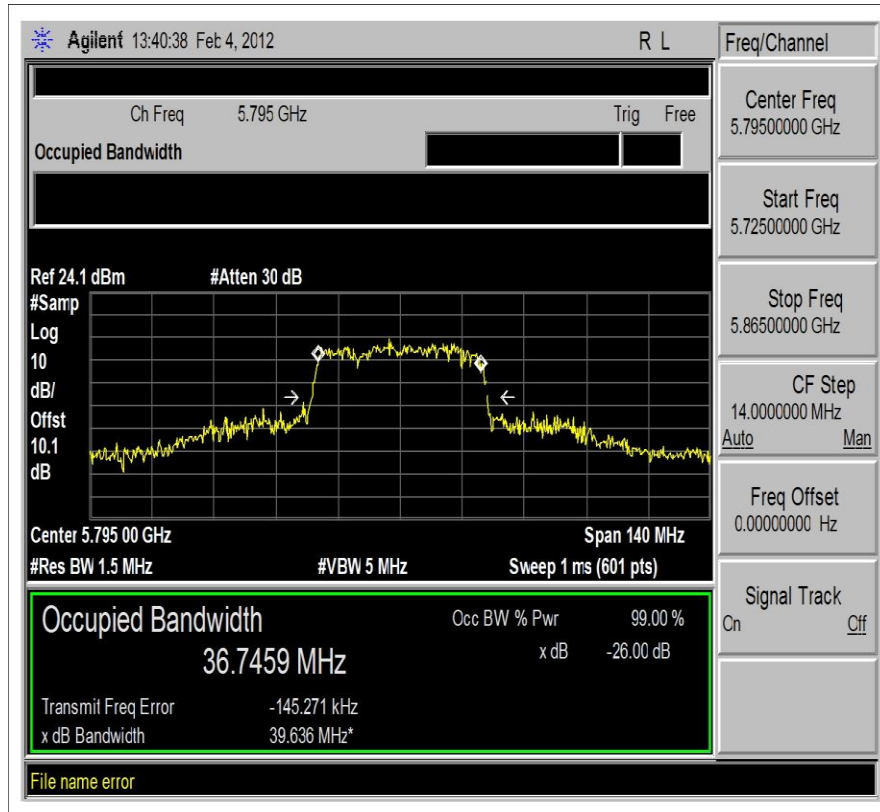 Agilent 13:40:38 Feb 4, 2012 R L
Ch Freq 5.795 GHz Trig Free
Occupied Bandwidth
Ref 24.1 dBm #Atten 30 dB
#Samp
Log
10
dB/
Offst
10.1
dB
Center 5.795 00 GHz Span 140 MHz
#Res BW 1.5 MHz #VBW 5 MHz Sweep 1 ms (601 pts)
Occupied Bandwidth Occ BW % Pwr 99.00 %
36.7459 MHz x dB -26.00 dB
Transmit Freq Error -145.271 kHz
x dB Bandwidth 39.636 MHz*
File name error
Freq/Channel
Center Freq
5.79500000 GHz
Start Freq
5.72500000 GHz
Stop Freq
5.86500000 GHz
CF Step
14.0000000 MHz
Auto Man
Freq Offset
0.00000000 Hz
Signal Track
On Off